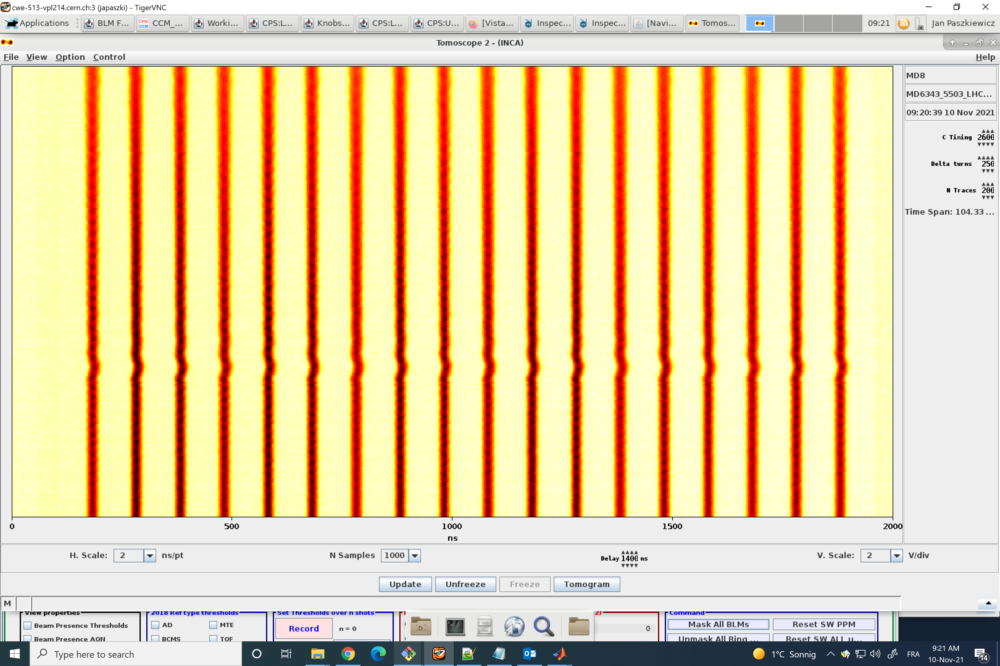 cwe-513-vpl214.cern.ch:3 (japaszki) - TigerVNC
Applications BLM F... CPSC CCM CCM_... Worki... CPS:L... Knobs... CPS:L... CPS:U... [Vista... Inspec... Inspec... [Navi... Tomos... 09:21 Jan Paszkiewicz
Tomoscope 2 - (INCA)
File View Option Control Help
MD8
MD6343_5503_LHC...
09:20:39 10 Nov 2021
C Timing 2600
Delta turns 250
N Traces 200
Time Span: 104.33 ...
0 500 1000 1500 2000
ns
H. Scale: 2 ns/pt N Samples 1000 Delay 1400 ns V. Scale: 2 V/div
Update Unfreeze Freeze Tomogram
M
View properties 2018 Ref type thresholds Set Thresholds over n shots 2) Command
Beam Presence Thresholds AD MTE Record n = 0 0 Mask All BLMs Reset SW PPM
Beam Presence AON BCMS TOF Unmask All Ring ... Reset SW ALL u...
Type here to search 1°C Sonnig FRA 9:21 AM
10-Nov-21 14